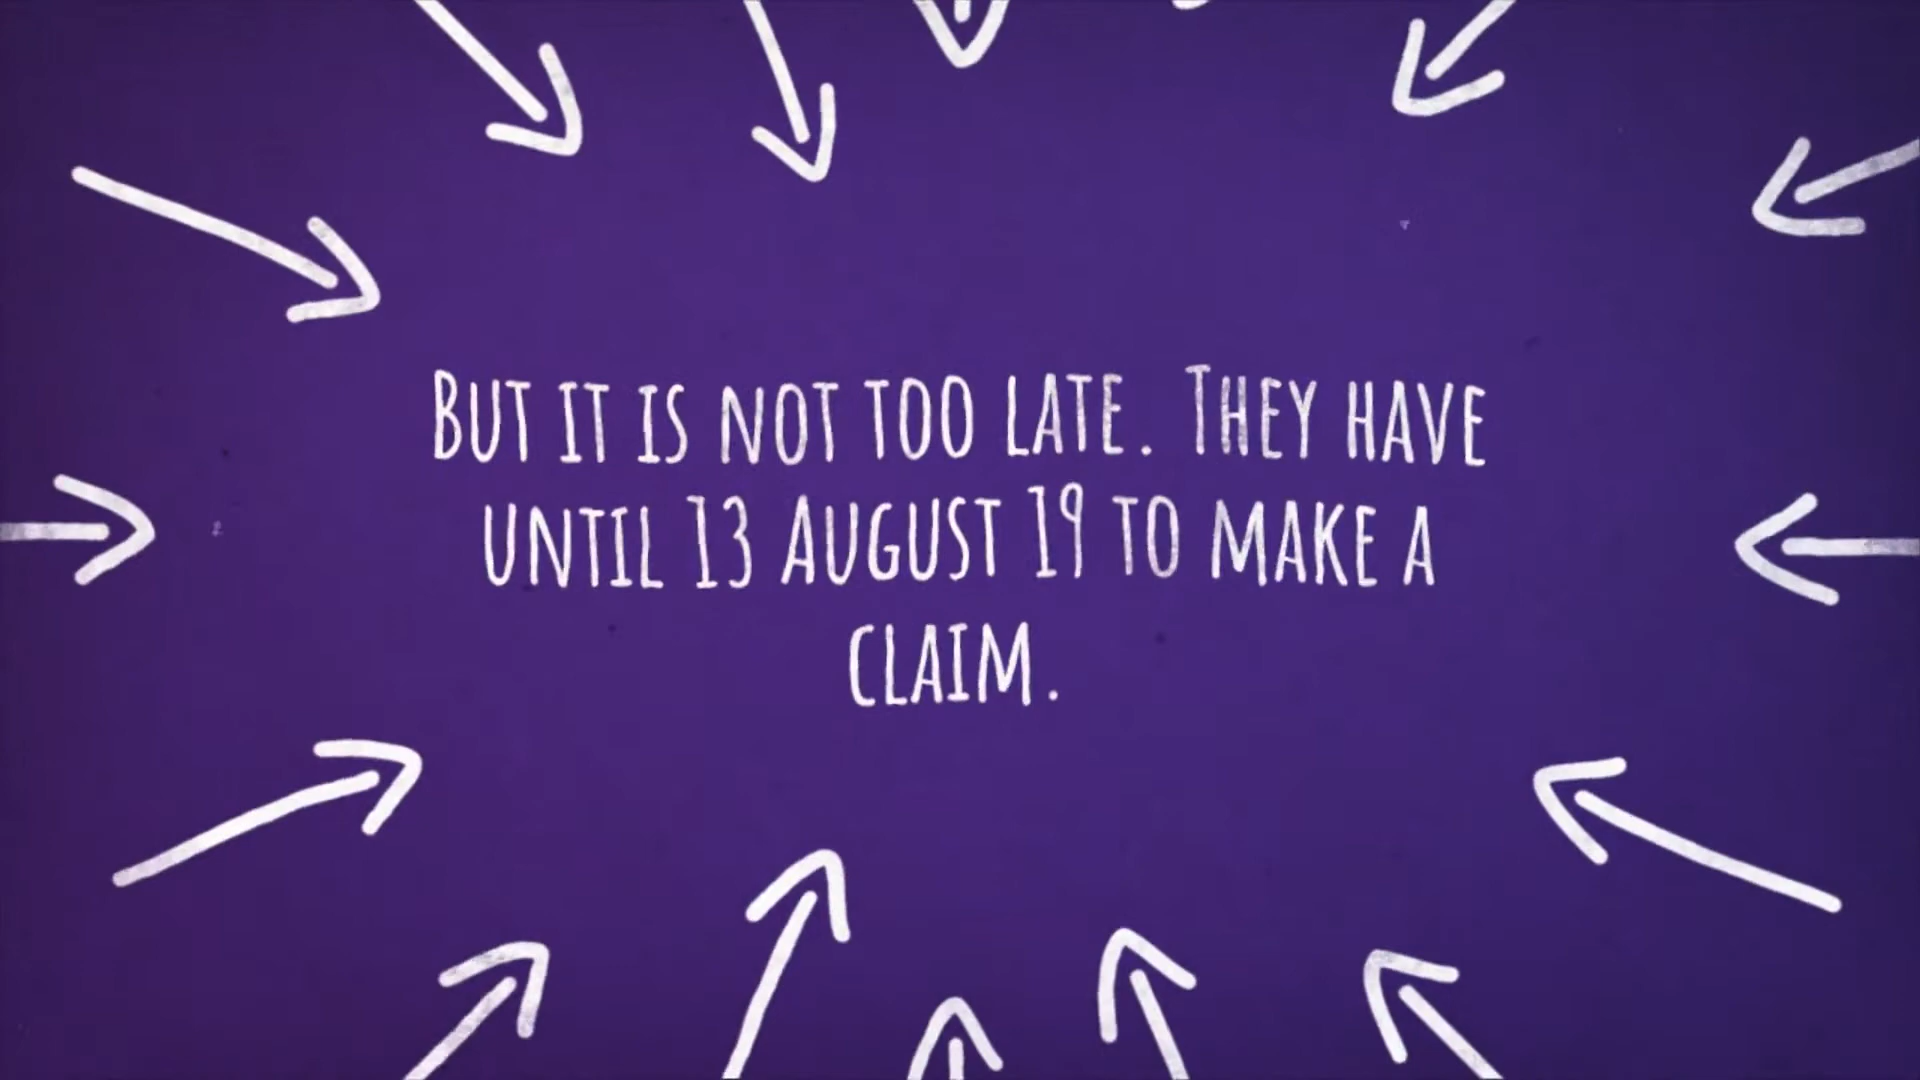 But it is not too late. They have
until 13 August 19 to make a
claim.